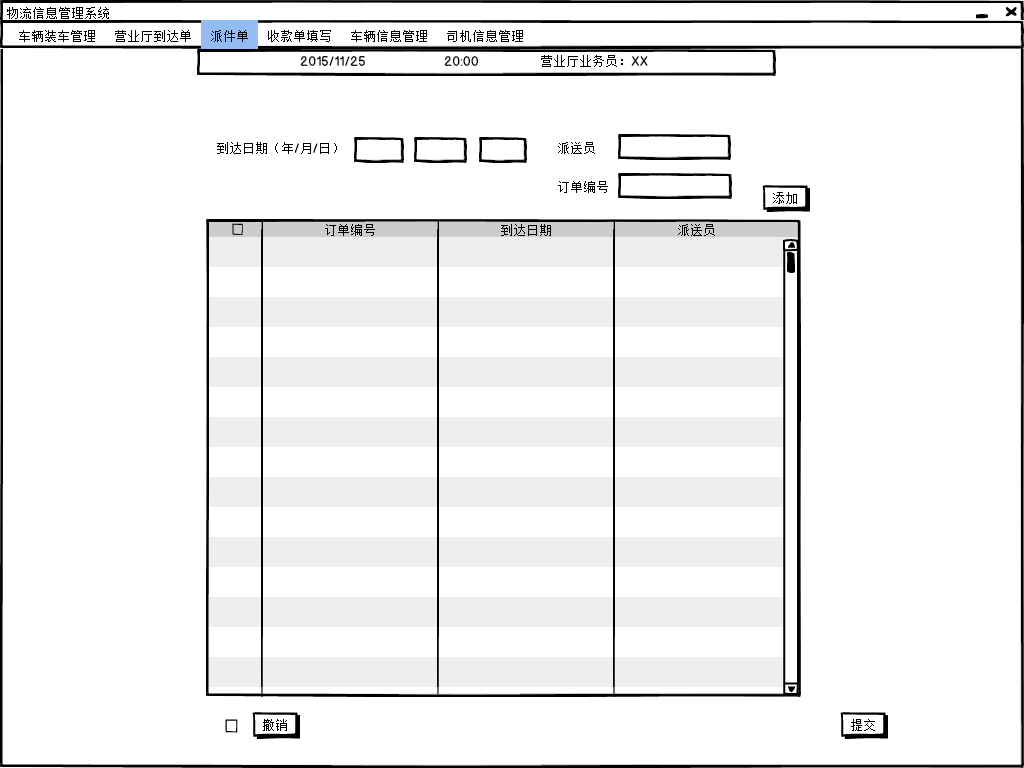 物流信息管理系统
车辆装车管理 营业厅到达单 派件单 收款单填写 车辆信息管理 司机信息管理
2015/11/25 20:00 营业厅业务员：XX
到达日期（年/月/日） 派送员
订单编号
添加
订单编号 到达日期 派送员
撤销 提交